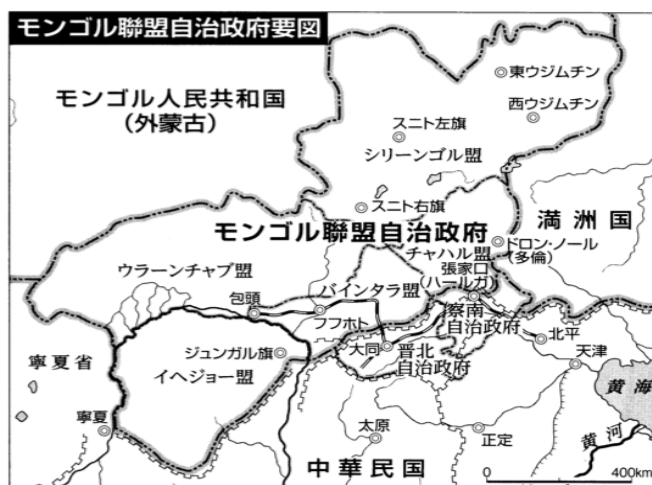 モンゴル聯盟自治政府要図
モンゴル人民共和国
(外蒙古)
東ウジムチン
西ウジムチン
スニト左旗
シリーンゴル盟
スニト右旗
モンゴル聯盟自治政府
満洲国
ドロン・ノール
(多倫)
チャハル盟
張家口
(ハールガ)
ウラーンチャブ盟
バインタラ盟
包頭
フフホト
察南
自治政府
北平
大同
晋北
自治政府
天津
ジュンガル旗
イヘジョー盟
寧夏省
黄海
寧夏
太原
正定
黄河
中華民国
0
400km